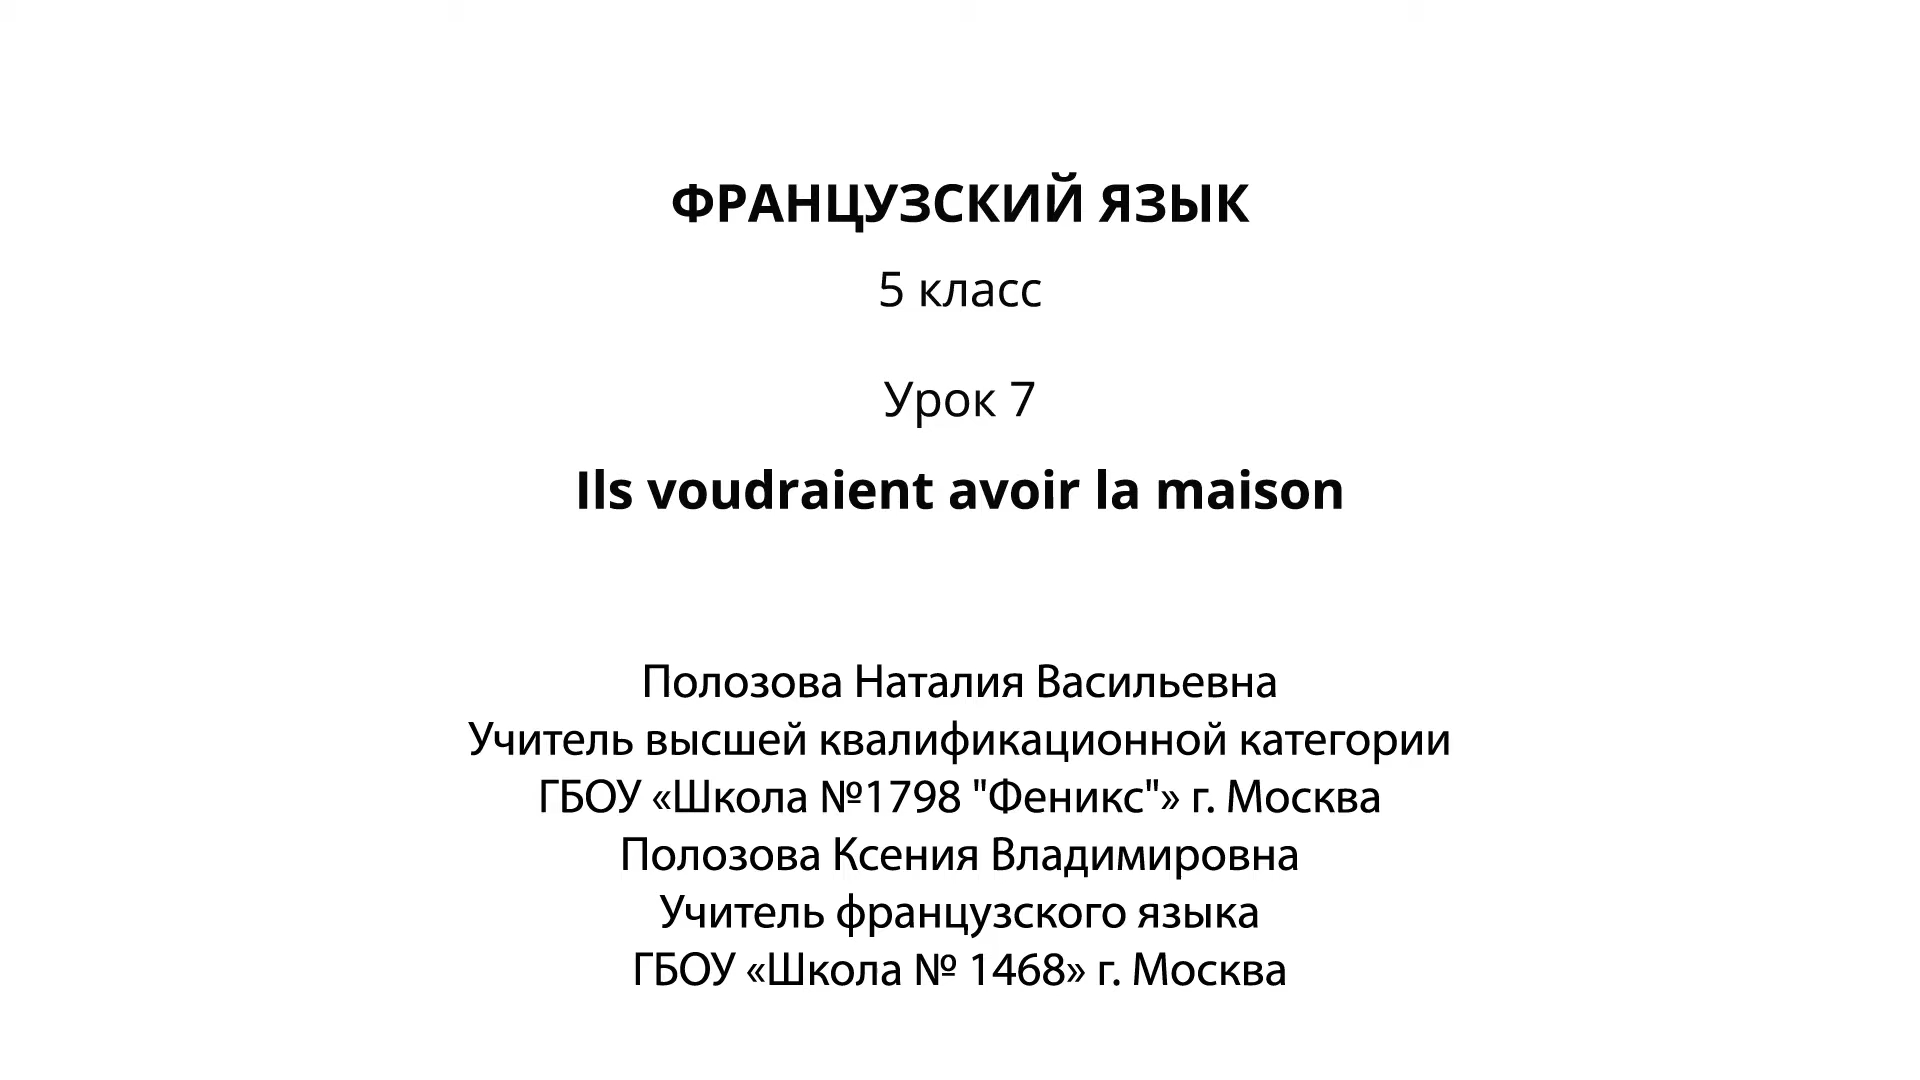 ФРАНЦУЗСКИЙ ЯЗЫК
5 класс
Урок 7
Ils voudraient avoir la maison
Полозова Наталия Васильевна
Учитель высшей квалификационной категории
ГБОУ «Школа №1798 "Феникс"» г. Москва
Полозова Ксения Владимировна
Учитель французского языка
ГБОУ «Школа № 1468» г. Москва